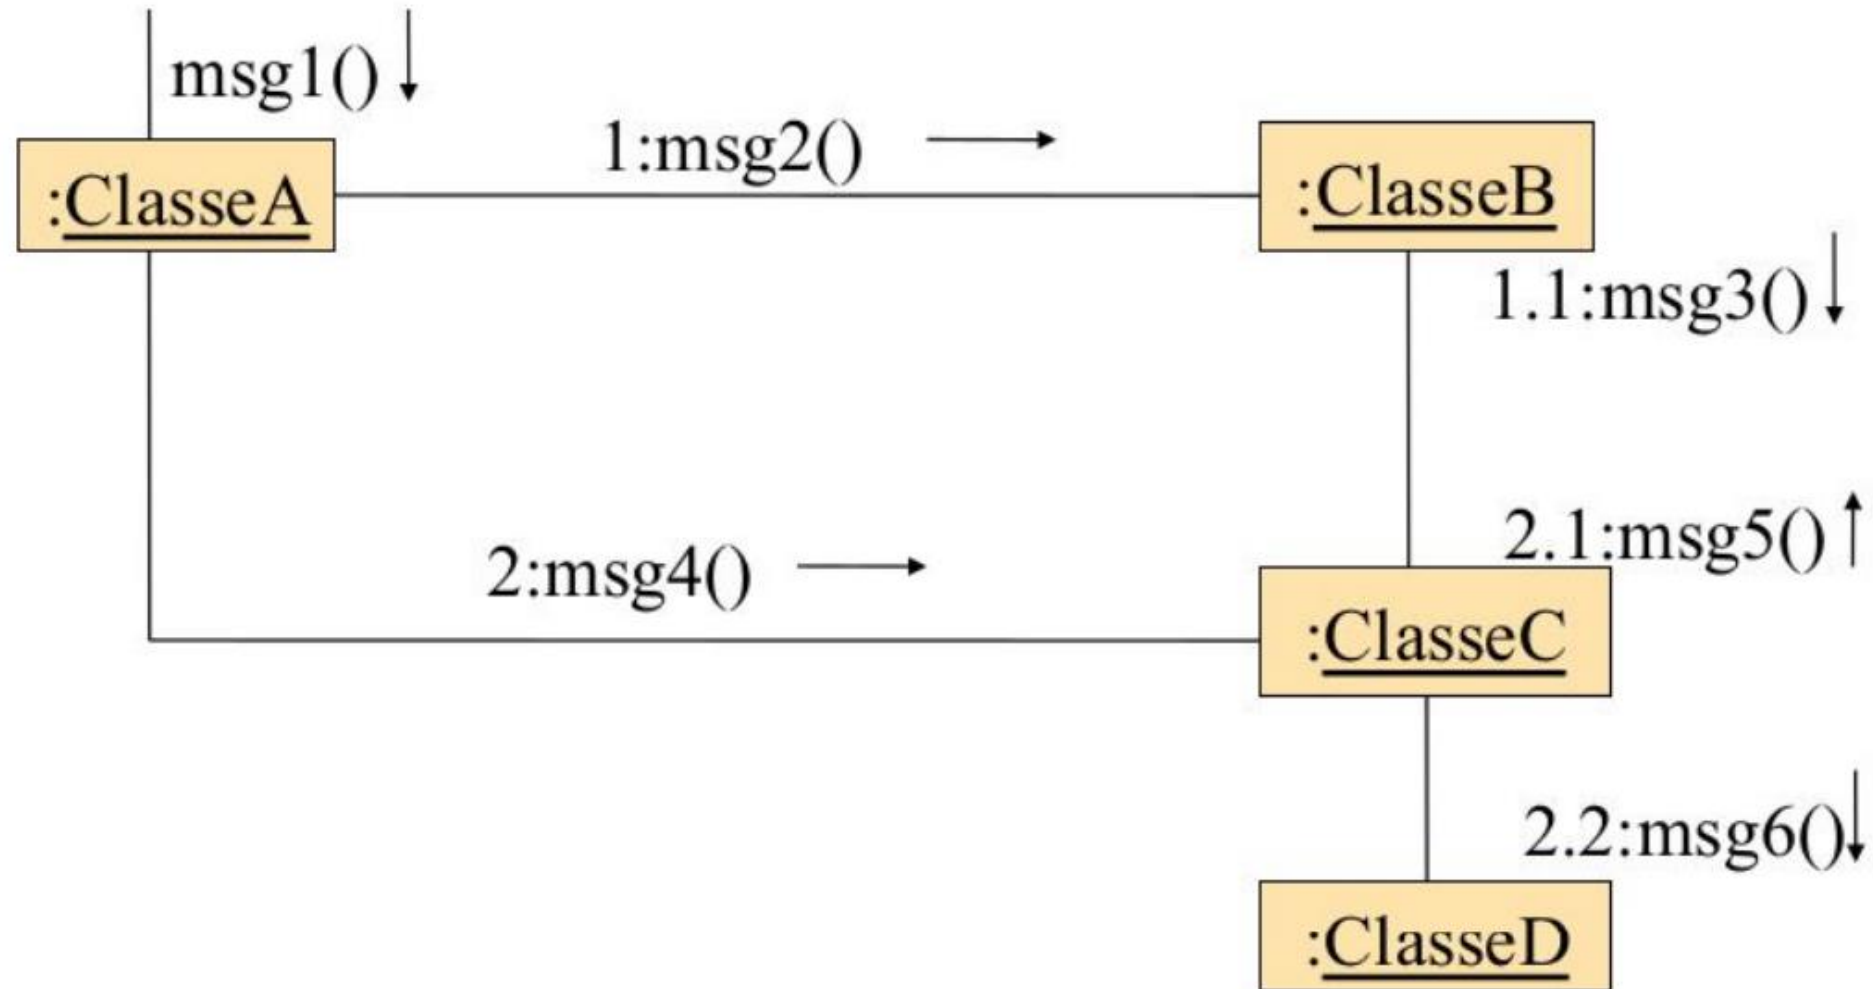 msg1()
1:msg2()
:ClasseA
:ClasseB
1.1:msg3()
2.1:msg5()
2:msg4()
:ClasseC
2.2:msg6()
:ClasseD